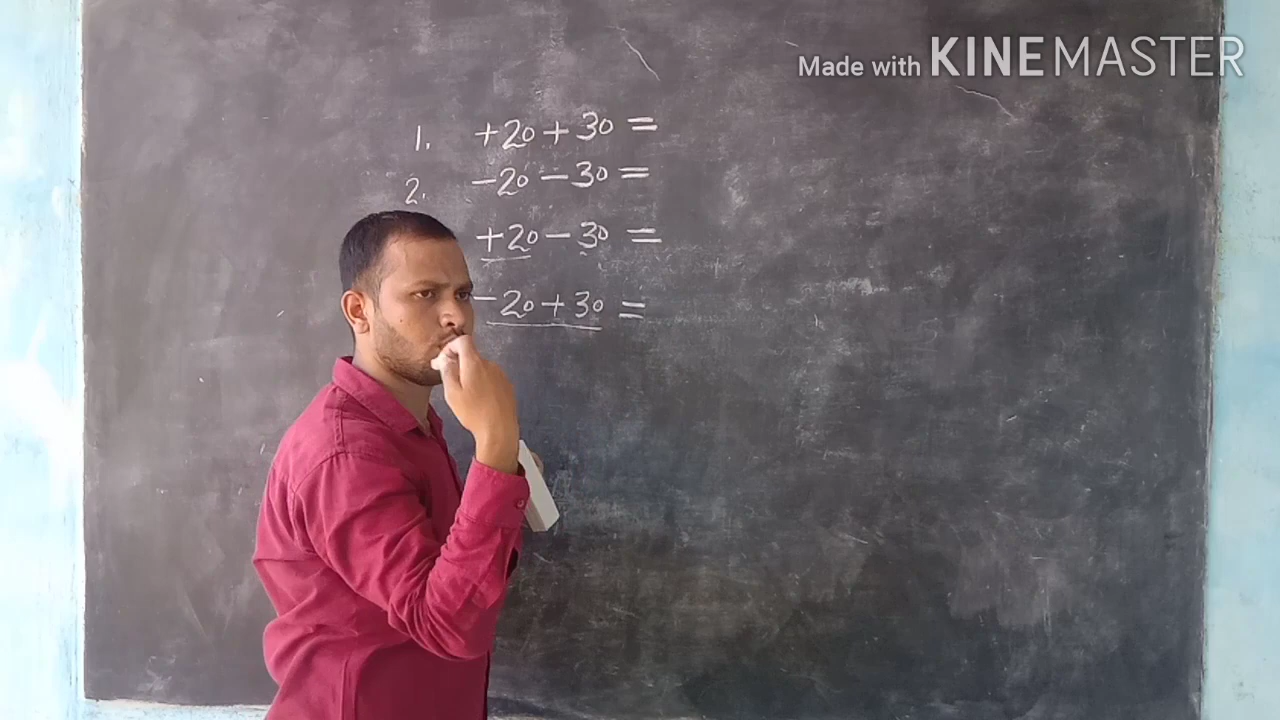 Made with KINEMASTER
1. +20 + 30 =
2. -20 - 30 =
+20 - 30 =
-20 + 30 =